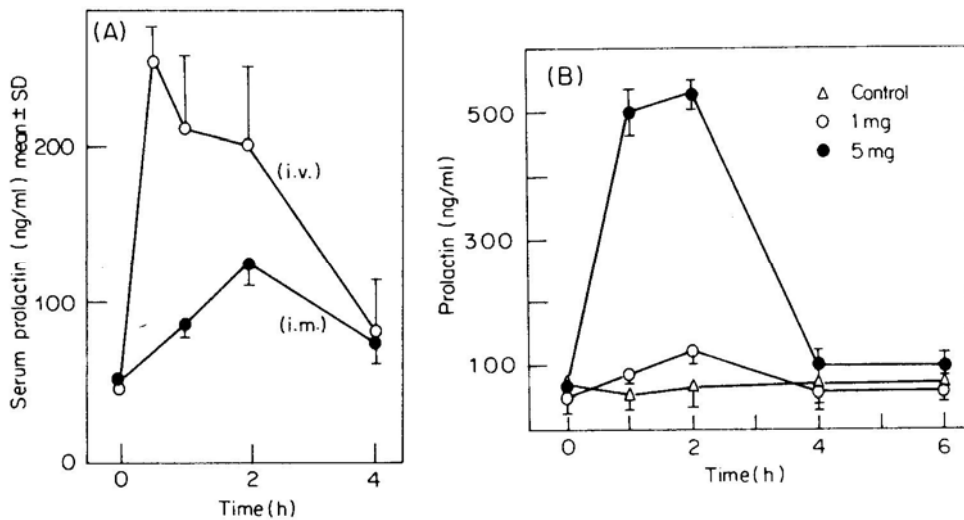 (A)
Serum prolactin (ng/ml) mean ± SD
200
100
0
(i.v.)
(i.m.)
0 2 4
Time (h)
(B)
△ Control
○ 1 mg
● 5 mg
Prolactin (ng/ml)
500
300
100
0 2 4 6
Time (h)